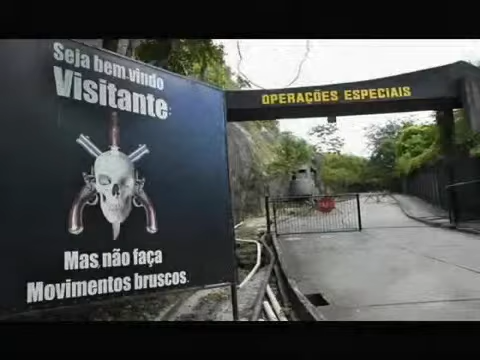 Seja bem vindo
Visitante:
Mas, não faça
Movimentos bruscos
OPERAÇÕES ESPECIAIS